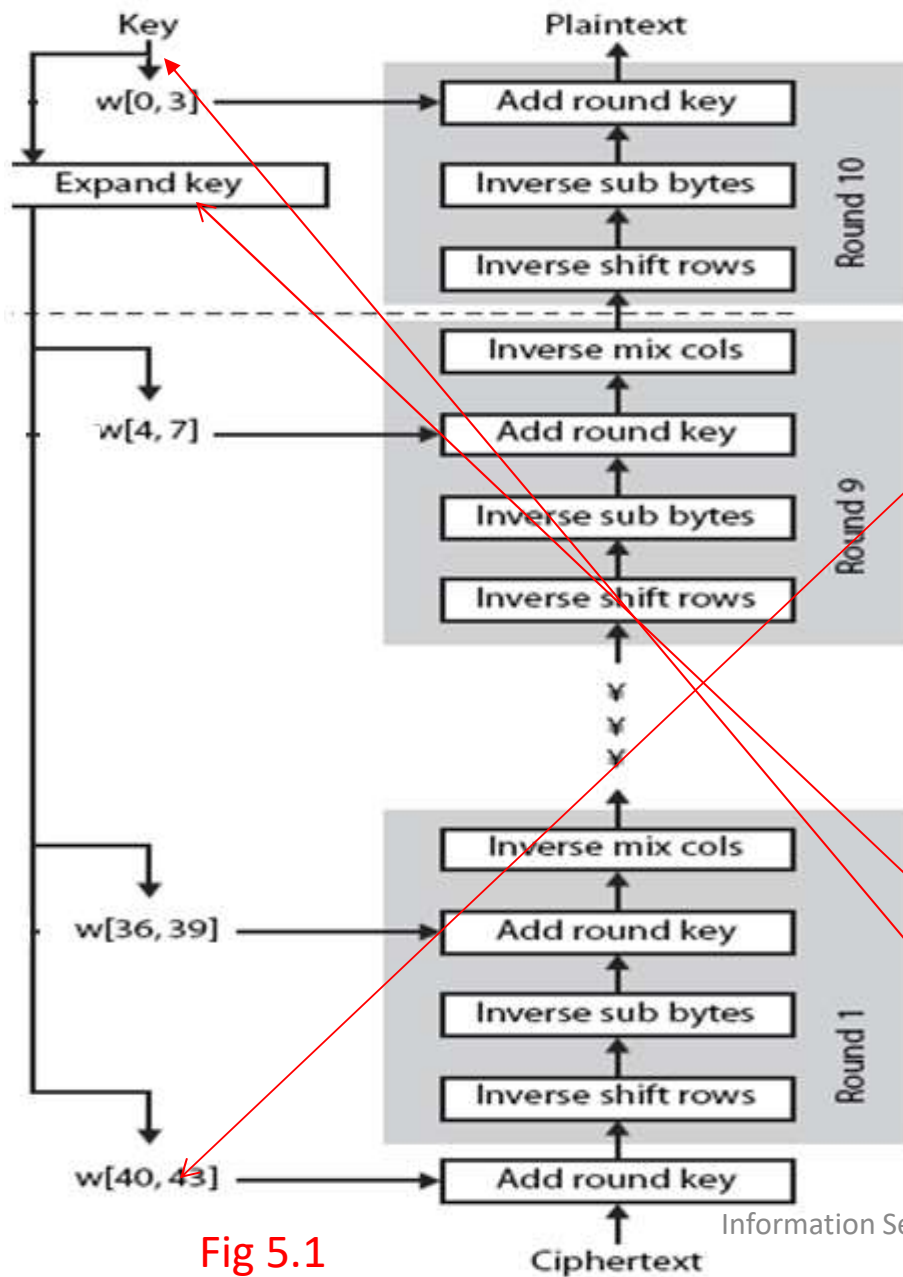 Key
Plaintext
w[0, 3]
Add round key
Expand key
Inverse sub bytes
Round 10
Inverse shift rows
Inverse mix cols
w[4, 7]
Add round key
Inverse sub bytes
Round 9
Inverse shift rows
¥
¥
¥
Inverse mix cols
w[36, 39]
Add round key
Inverse sub bytes
Round 1
Inverse shift rows
w[40, 43]
Add round key
Information Se
Fig 5.1
Ciphertext